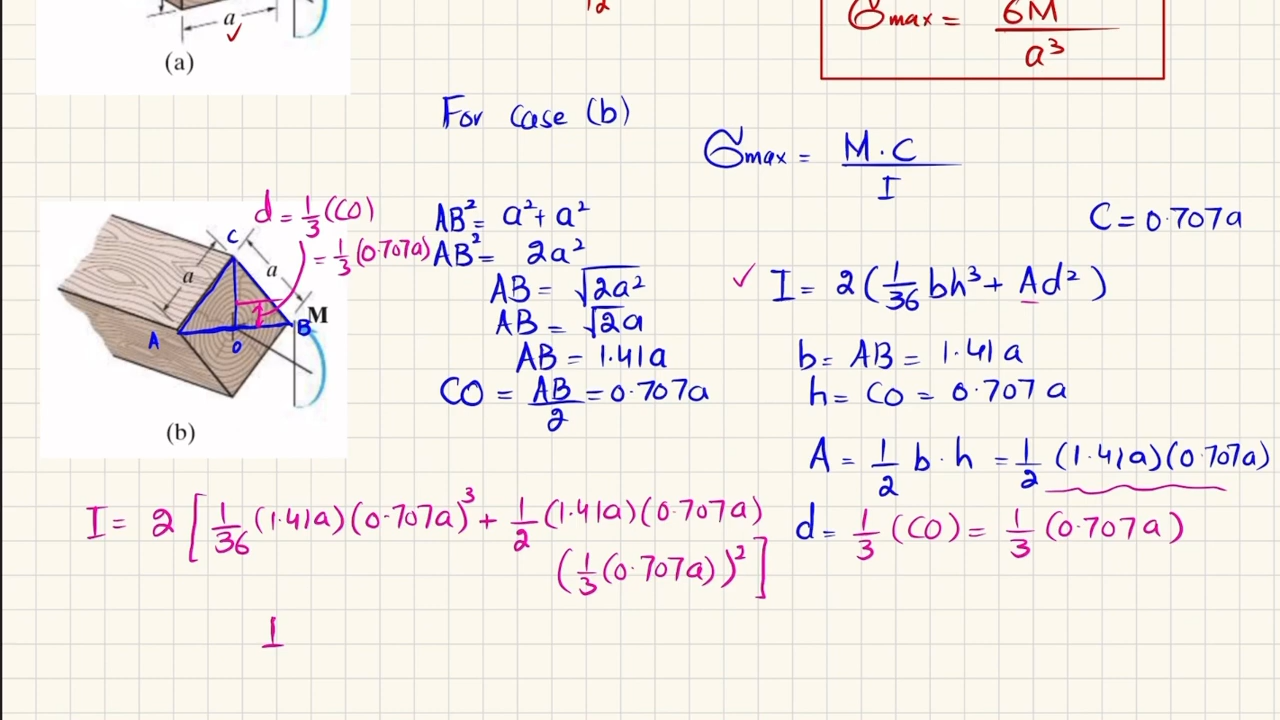 a
(a)
12
σmax = 6M / a³
For case (b)
σmax = M·C / I
C = 0.707a
d = 1/3 (CO)
= 1/3 (0.707a)
C
a
a
M
A
O
B
(b)
AB² = a² + a²
AB² = 2a²
AB = √2a²
AB = √2a
AB = 1.41a
CO = AB/2 = 0.707a
✓ I = 2(1/36 bh³ + Ad²)
b = AB = 1.41a
h = CO = 0.707a
A = 1/2 b·h = 1/2 (1.41a)(0.707a)
d = 1/3 (CO) = 1/3 (0.707a)
I = 2[1/36 (1.41a)(0.707a)³ + 1/2 (1.41a)(0.707a)
(1/3 (0.707a))²]
I